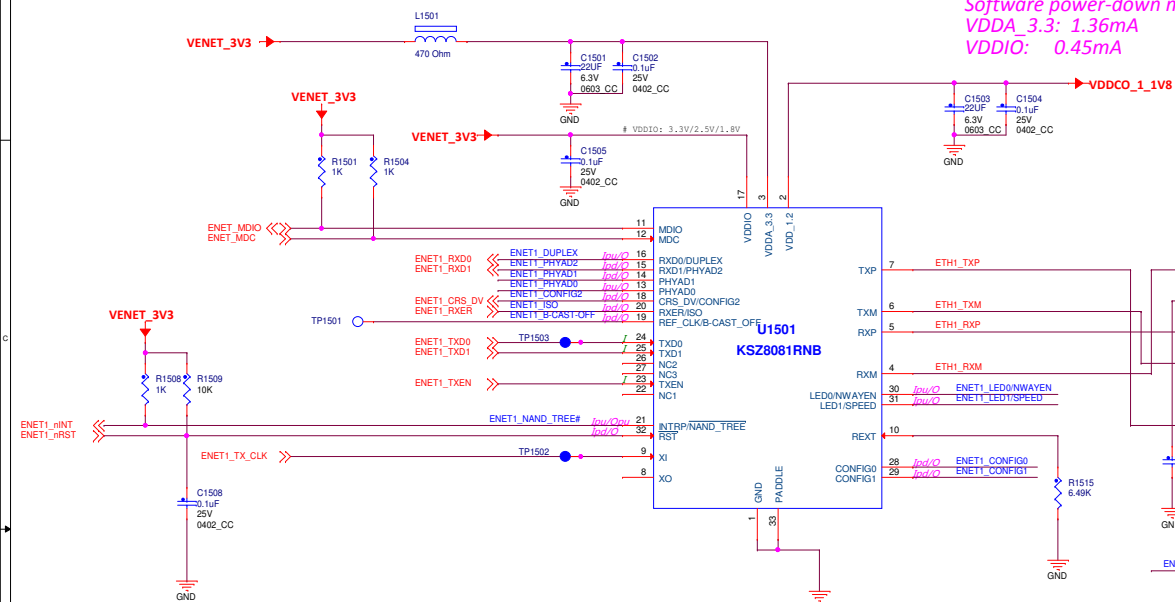 Software power-down m
VDDA_3.3: 1.36mA
VDDIO: 0.45mA
L1501
470 Ohm
VENET_3V3
C1501
22UF
6.3V
0603_CC
C1502
0.1uF
25V
0402_CC
GND
VDDCO_1_1V8
C1503
22UF
6.3V
0603_CC
C1504
0.1uF
25V
0402_CC
GND
VENET_3V3
R1501
1K
R1504
1K
VENET_3V3
# VDDIO: 3.3V/2.5V/1.8V
C1505
0.1uF
25V
0402_CC
GND
17
3
2
VDDIO
VDDA_3.3
VDD_1.2
ENET_MDIO
ENET_MDC
11
MDIO
12
MDC
ENET1_RXD0
ENET1_DUPLEX
Ipu/O
16
RXD0/DUPLEX
ENET1_RXD1
ENET1_PHYAD2
Ipd/O
15
RXD1/PHYAD2
ENET1_PHYAD1
Ipd/O
14
PHYAD1
ENET1_PHYAD0
Ipu/O
13
PHYAD0
ENET1_CRS_DV
ENET1_CONFIG2
Ipd/O
18
CRS_DV/CONFIG2
ENET1_RXER
ENET1_ISO
Ipd/O
20
RXER/ISO
TP1501
ENET1_B-CAST-OFF
Ipd/O
19
REF_CLK/B-CAST_OFF
U1501
KSZ8081RNB
ENET1_TXD0
TP1503
24
TXD0
ENET1_TXD1
25
TXD1
26
NC2
27
NC3
ENET1_TXEN
23
TXEN
22
NC1
VENET_3V3
R1508
1K
R1509
10K
ENET1_nINT
ENET1_NAND_TREE#
Ipu/Opu
21
INTRP/NAND_TREE
ENET1_nRST
Ipd/O
32
RST
ENET1_TX_CLK
TP1502
9
XI
8
XO
C1508
0.1uF
25V
0402_CC
GND
GND
PADDLE
1
33
TXP
7
ETH1_TXP
TXM
6
ETH1_TXM
RXP
5
ETH1_RXP
RXM
4
ETH1_RXM
LED0/NWAYEN
30
Ipu/O
ENET1_LED0/NWAYEN
LED1/SPEED
31
Ipu/O
ENET1_LED1/SPEED
REXT
10
CONFIG0
28
Ipd/O
ENET1_CONFIG0
CONFIG1
29
Ipd/O
ENET1_CONFIG1
R1515
6.49K
GND
GN
EN
C